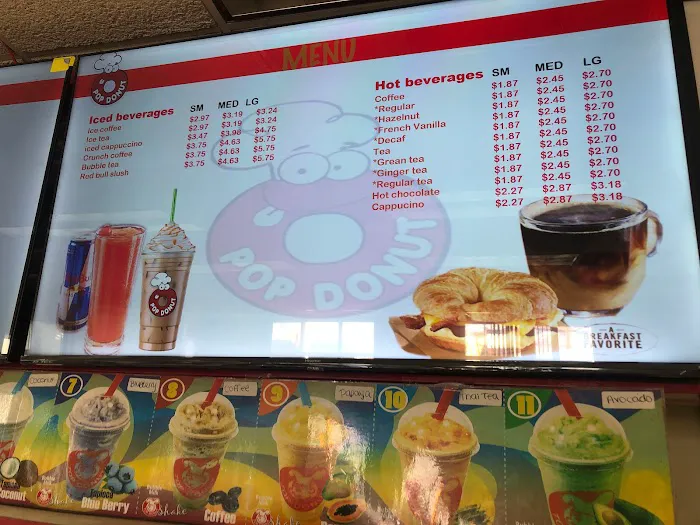 MENU
POP DONUT
Iced beverages SM MED LG
Ice coffee $2.97 $3.19 $3.24
Ice tea $2.97 $3.19 $3.24
iced cappuccino $3.47 $3.98 $4.75
Crunch coffee $3.75 $4.63 $5.75
Bubble tea $3.75 $4.63 $5.75
Red bull slush $3.75 $4.63 $5.75
Hot beverages SM MED LG
Coffee $1.87 $2.45 $2.70
*Regular $1.87 $2.45 $2.70
*Hazelnut $1.87 $2.45 $2.70
*French Vanilla $1.87 $2.45 $2.70
*Decaf $1.87 $2.45 $2.70
Tea $1.87 $2.45 $2.70
*Grean tea $1.87 $2.45 $2.70
*Ginger tea $1.87 $2.45 $2.70
*Regular tea $1.87 $2.45 $2.70
Hot chocolate $2.27 $2.87 $3.18
Cappucino $2.27 $2.87 $3.18
POP DONUT
POP DONUT
A
BREAKFAST
FAVORITE
Coconut 7 Blueberry 8 Coffee 9 Papaya 10 Thai Tea 11 Avocado
Coconut shake Blue Berry shake Coffee shake